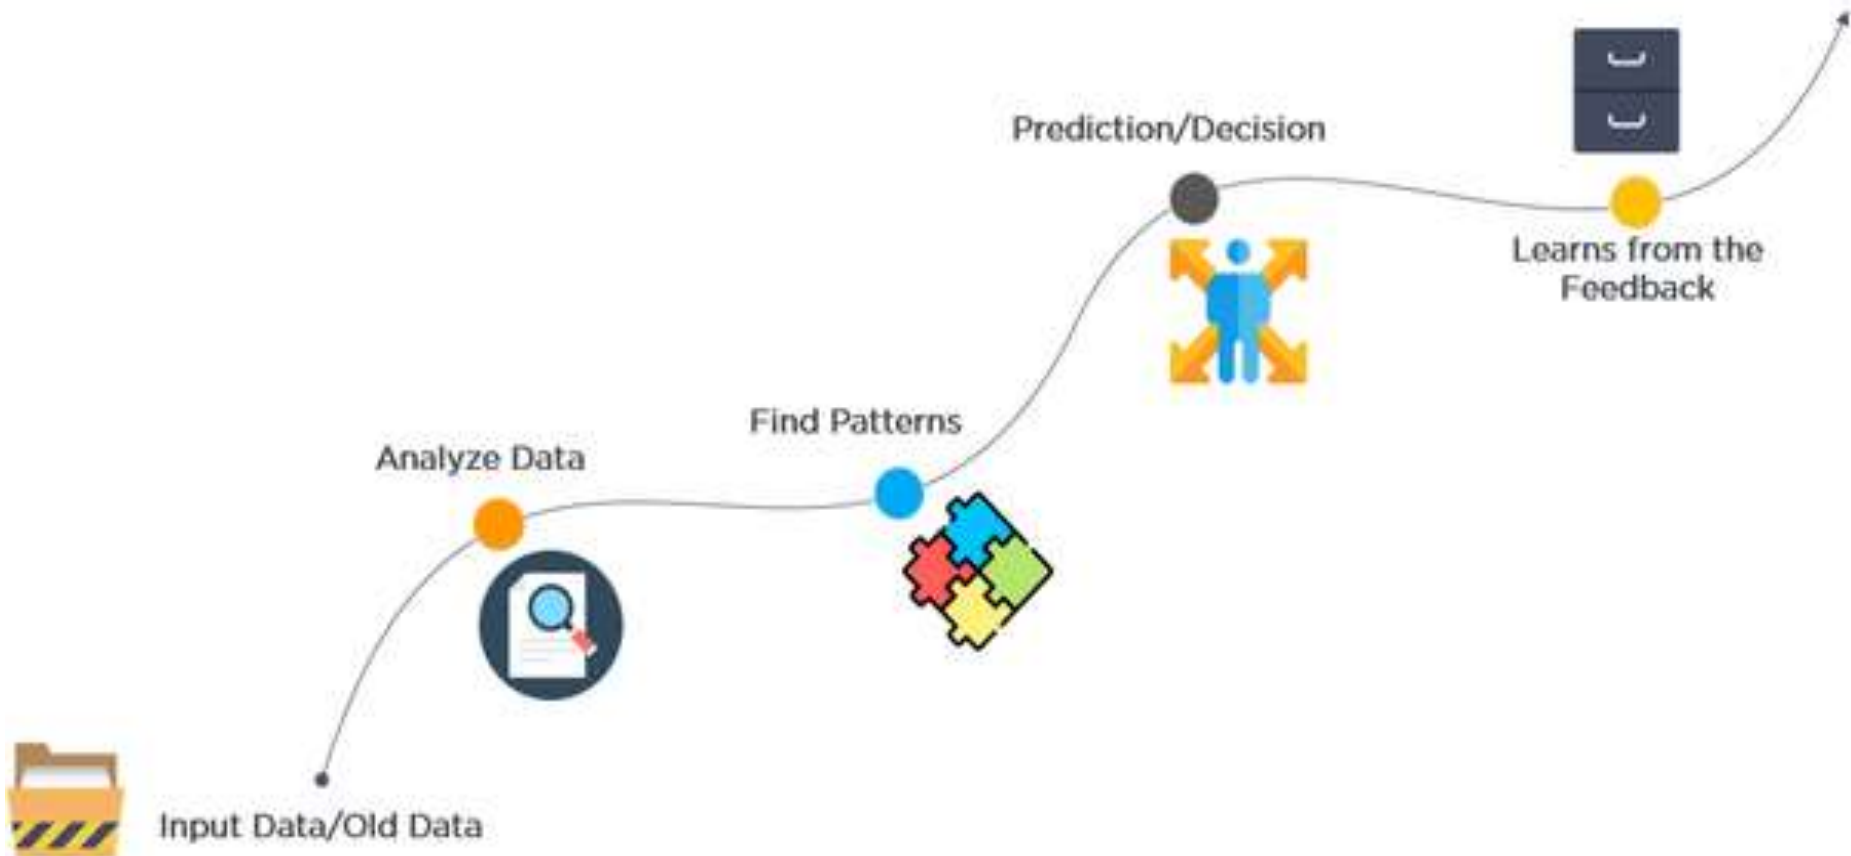 Input Data/Old Data
Analyze Data
Find Patterns
Prediction/Decision
Learns from the
Feedback